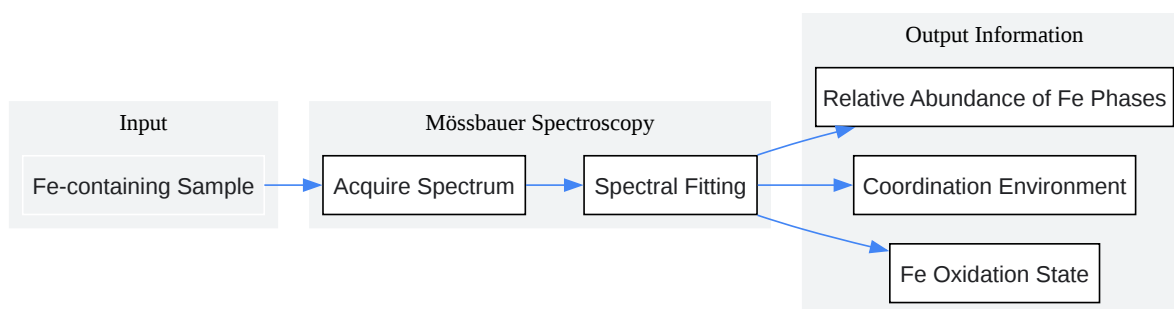 Input
Fe-containing Sample
Mössbauer Spectroscopy
Acquire Spectrum
Spectral Fitting
Output Information
Relative Abundance of Fe Phases
Coordination Environment
Fe Oxidation State